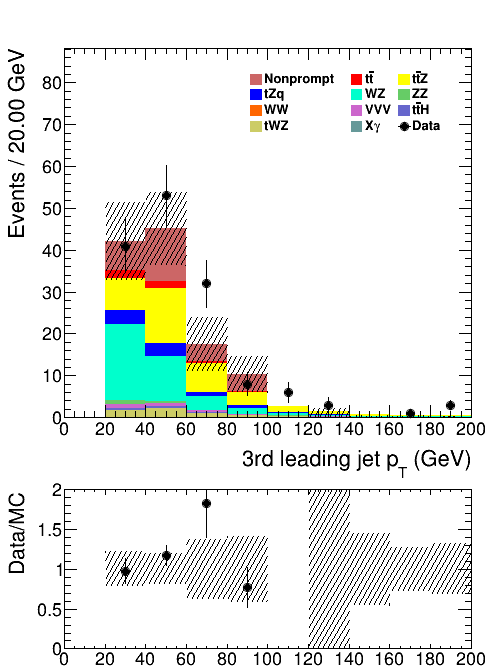 Events / 20.00 GeV
80
70
60
50
40
30
20
10
0
Nonprompt tt̄ tt̄Z
tZq WZ ZZ
WW VVV tt̄H
tWZ Xγ Data
0 20 40 60 80 100 120 140 160 180 200
3rd leading jet p_T (GeV)
Data/MC
2
1.5
1
0.5
0
0 20 40 60 80 100 120 140 160 180 200